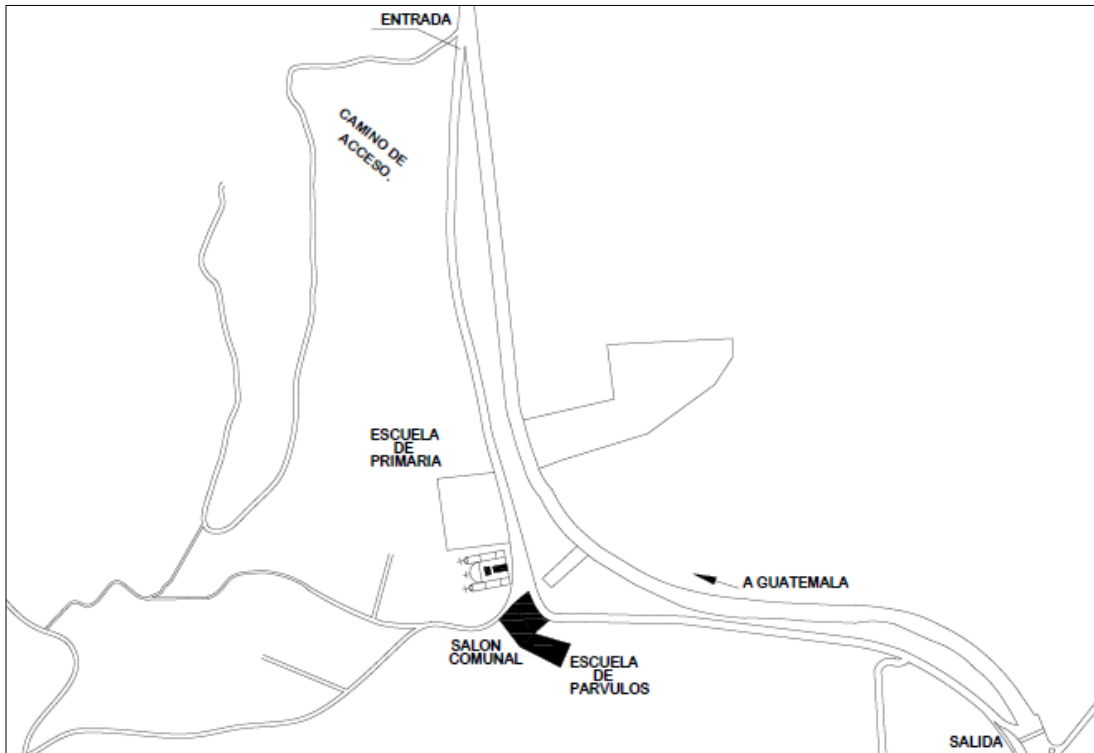 ENTRADA
CAMINO DE
ACCESO.
ESCUELA
DE
PRIMARIA
A GUATEMALA
SALON
COMUNAL
ESCUELA
DE
PARVULOS
SALIDA